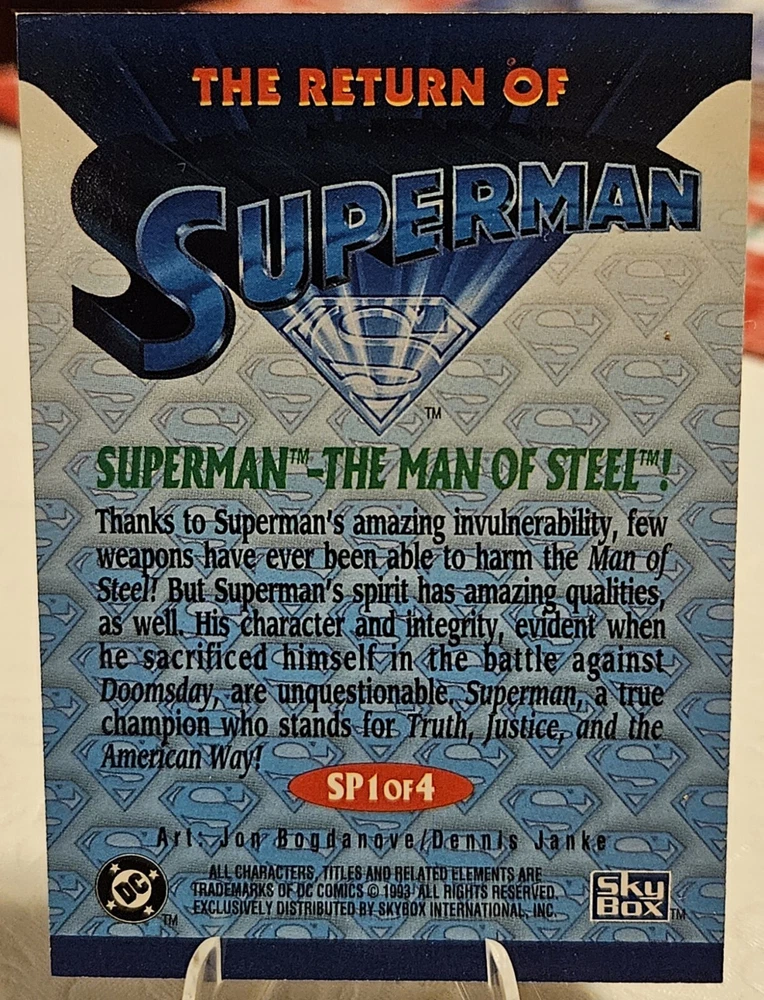 THE RETURN OF
SUPERMAN
TM
SUPERMAN™-THE MAN OF STEEL™!
Thanks to Superman's amazing invulnerability, few
weapons have ever been able to harm the Man of
Steel! But Superman's spirit has amazing qualities,
as well. His character and integrity, evident when
he sacrificed himself in the battle against
Doomsday, are unquestionable. Superman, a true
champion who stands for Truth, Justice, and the
American Way!
SP1 OF 4
Art: Jon Bogdanove/Dennis Janke
ALL CHARACTERS, TITLES AND RELATED ELEMENTS ARE
TRADEMARKS OF DC COMICS © 1993 ALL RIGHTS RESERVED.
EXCLUSIVELY DISTRIBUTED BY SKYBOX INTERNATIONAL, INC.
DC
TM
SKY
BOX
TM